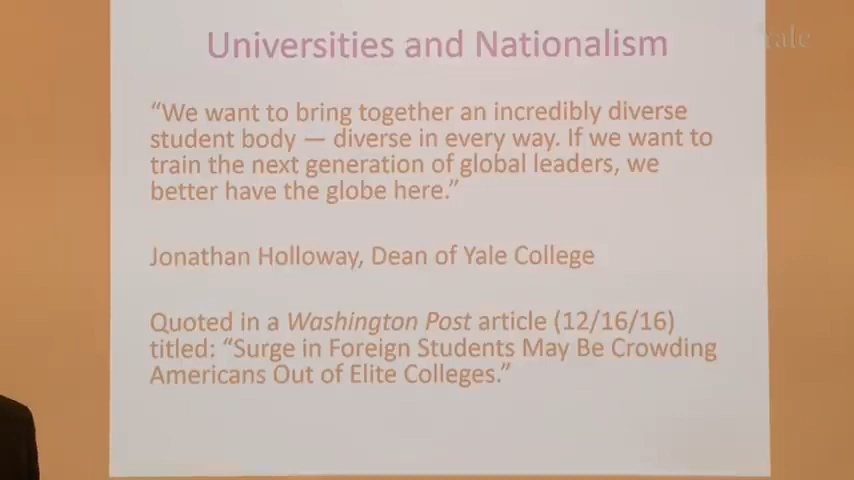 Yale
Universities and Nationalism
“We want to bring together an incredibly diverse
student body — diverse in every way. If we want to
train the next generation of global leaders, we
better have the globe here.”
Jonathan Holloway, Dean of Yale College
Quoted in a Washington Post article (12/16/16)
titled: “Surge in Foreign Students May Be Crowding
Americans Out of Elite Colleges.”